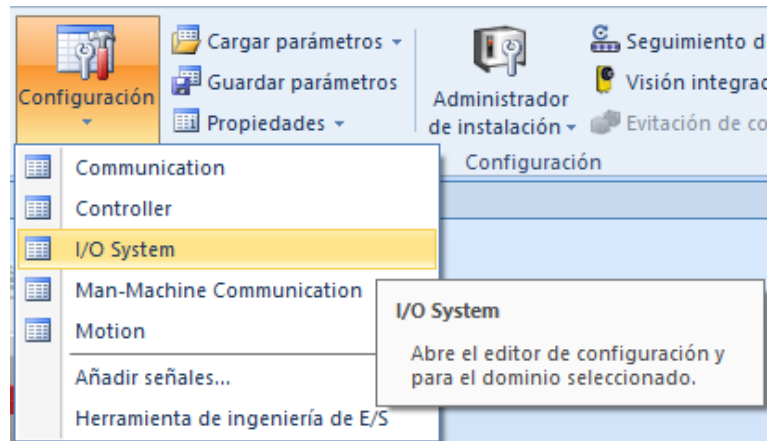 Configuración
Cargar parámetros
Guardar parámetros
Propiedades
Administrador
de instalación
Seguimiento d
Visión integrad
Evitación de co
Configuración
Communication
Controller
I/O System
Man-Machine Communication
Motion
Añadir señales...
Herramienta de ingeniería de E/S
I/O System
Abre el editor de configuración y
para el dominio seleccionado.